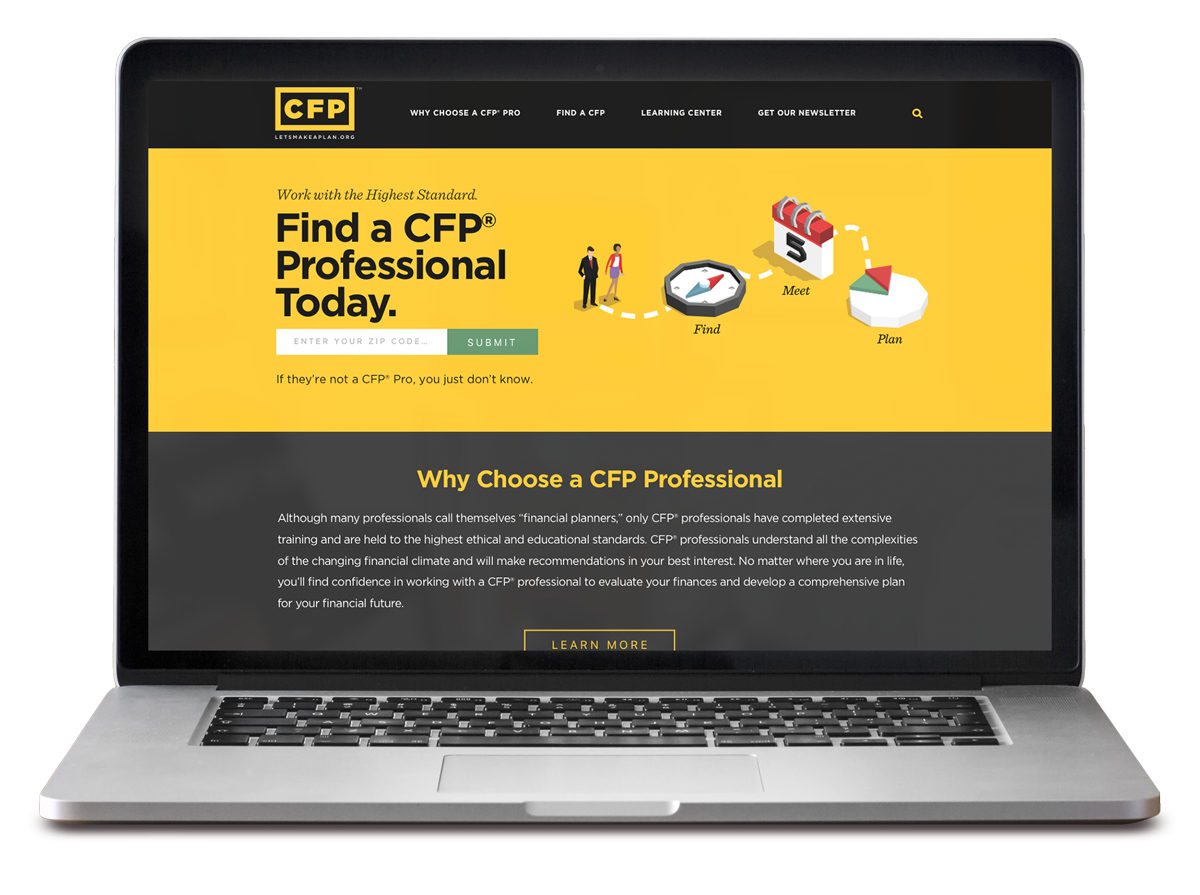 CFP™
LETSMAKEAPLAN.ORG
WHY CHOOSE A CFP® PRO
FIND A CFP
LEARNING CENTER
GET OUR NEWSLETTER
Work with the Highest Standard.
Find a CFP®
Professional
Today.
ENTER YOUR ZIP CODE…
SUBMIT
If they're not a CFP® Pro, you just don't know.
Find
5
Meet
Plan
Why Choose a CFP Professional
Although many professionals call themselves “financial planners,” only CFP® professionals have completed extensive
training and are held to the highest ethical and educational standards. CFP® professionals understand all the complexities
of the changing financial climate and will make recommendations in your best interest. No matter where you are in life,
you'll find confidence in working with a CFP® professional to evaluate your finances and develop a comprehensive plan
for your financial future.
LEARN MORE